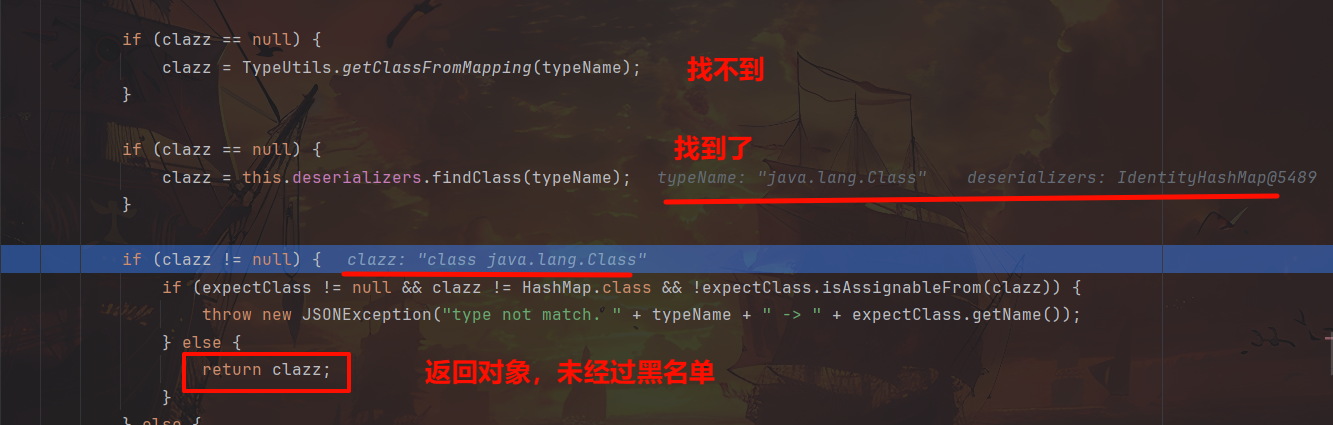 if (clazz == null) {
clazz = TypeUtils.getClassFromMapping(typeName); 找不到
}
if (clazz == null) { 找到了
clazz = this.deserializers.findClass(typeName); typeName: "java.lang.Class" deserializers: IdentityHashMap@5489
}
if (clazz != null) { clazz: "class java.lang.Class"
if (expectClass != null && clazz != HashMap.class && !expectClass.isAssignableFrom(clazz)) {
throw new JSONException("type not match. " + typeName + " -> " + expectClass.getName());
} else {
return clazz; 返回对象，未经过黑名单
}
} else {